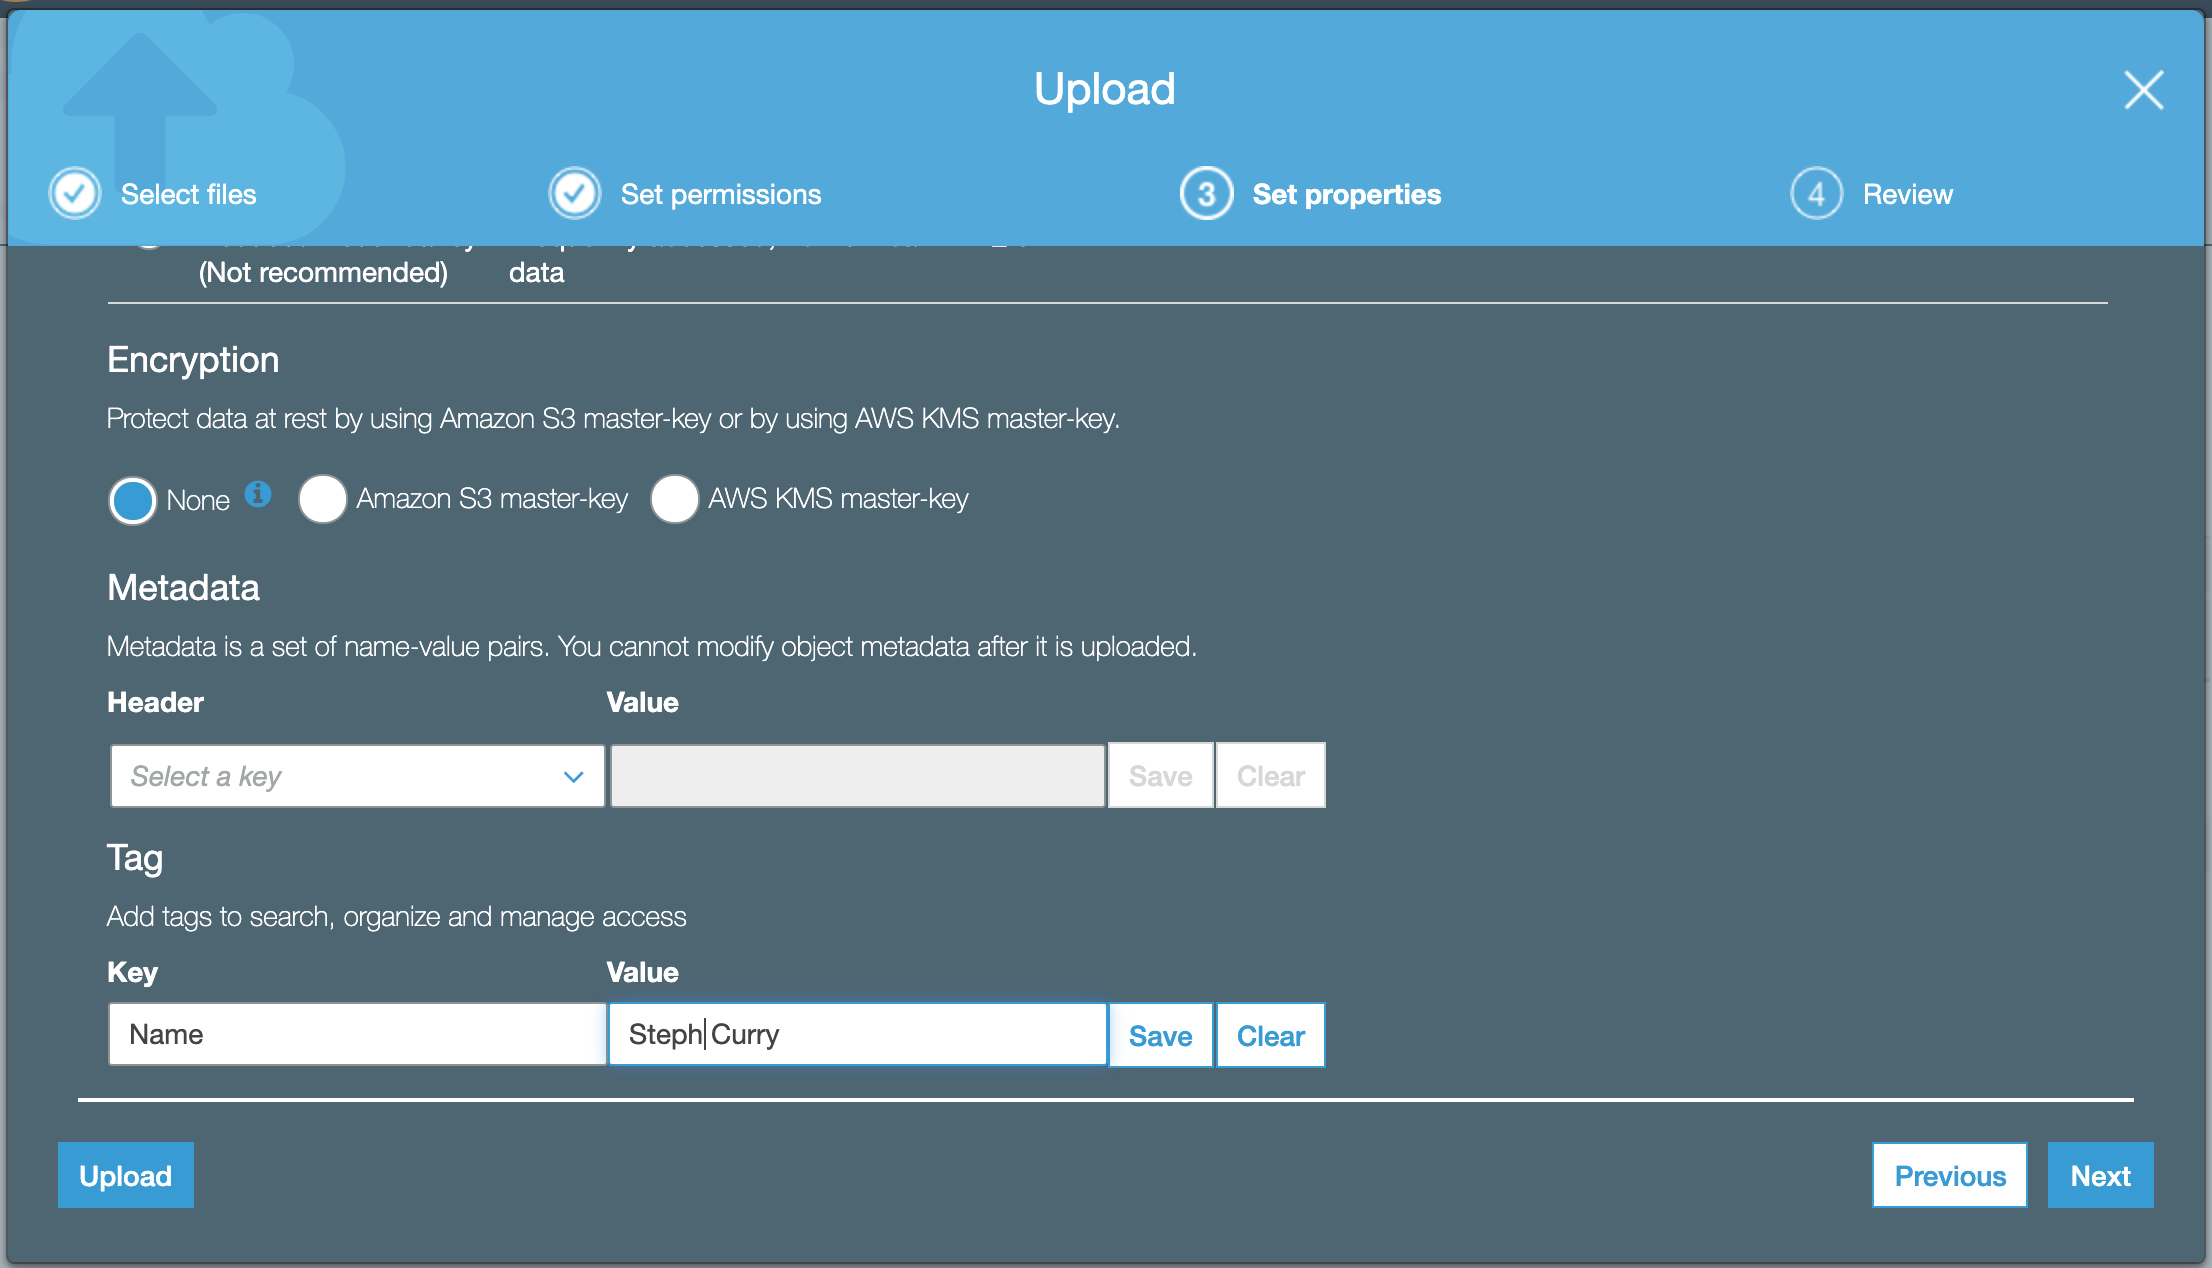 Upload
Select files
Set permissions
3 Set properties
4 Review
(Not recommended) data
Encryption
Protect data at rest by using Amazon S3 master-key or by using AWS KMS master-key.
None Amazon S3 master-key AWS KMS master-key
Metadata
Metadata is a set of name-value pairs. You cannot modify object metadata after it is uploaded.
Header Value
Select a key Save Clear
Tag
Add tags to search, organize and manage access
Key Value
Name Steph Curry Save Clear
Upload Previous Next